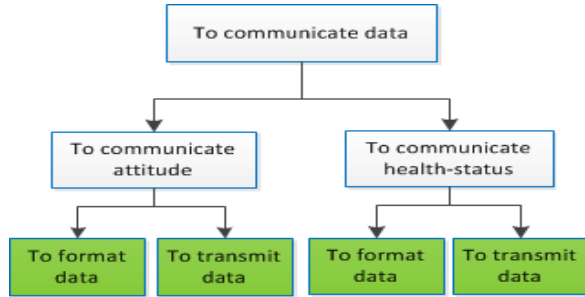 To communicate data
To communicate
attitude
To communicate
health-status
To format
data
To transmit
data
To format
data
To transmit
data